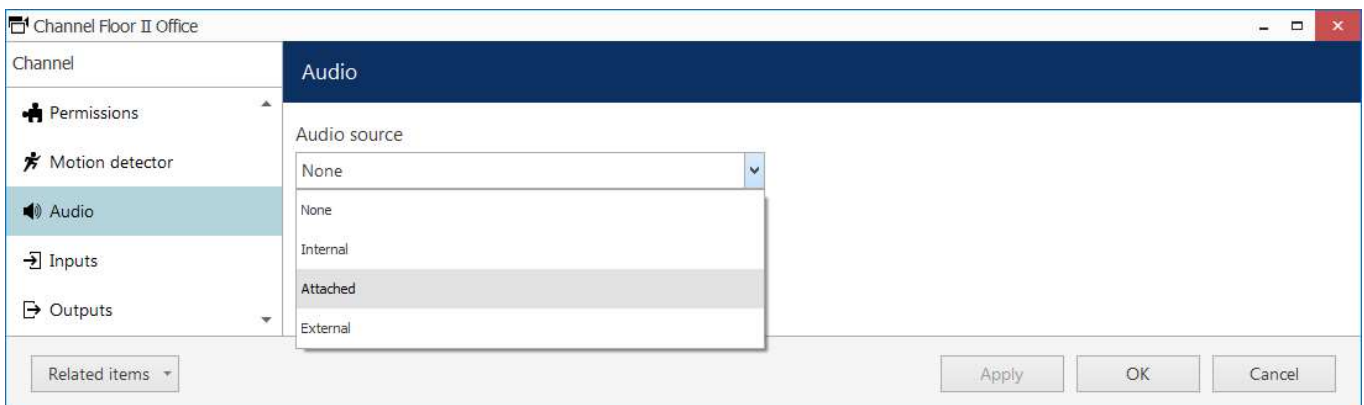 Channel Floor II Office
Channel
Audio
Permissions
Motion detector
Audio
Inputs
Outputs
Audio source
None
None
Internal
Attached
External
Related items
Apply
OK
Cancel